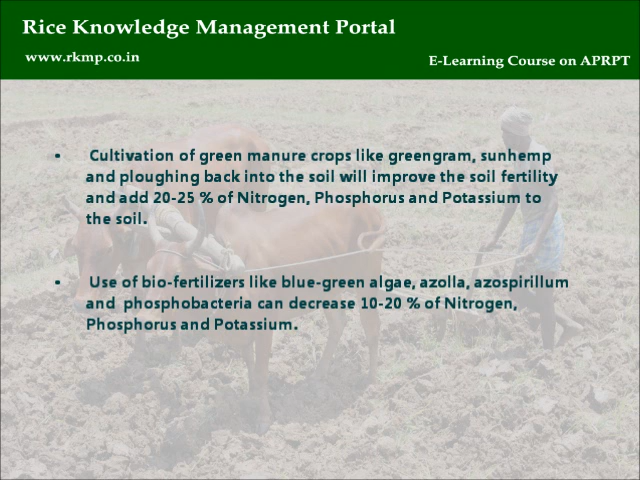 Rice Knowledge Management Portal
www.rkmp.co.in
E-Learning Course on APRPT
• Cultivation of green manure crops like greengram, sunhemp
and ploughing back into the soil will improve the soil fertility
and add 20-25 % of Nitrogen, Phosphorus and Potassium to
the soil.
• Use of bio-fertilizers like blue-green algae, azolla, azospirillum
and phosphobacteria can decrease 10-20 % of Nitrogen,
Phosphorus and Potassium.